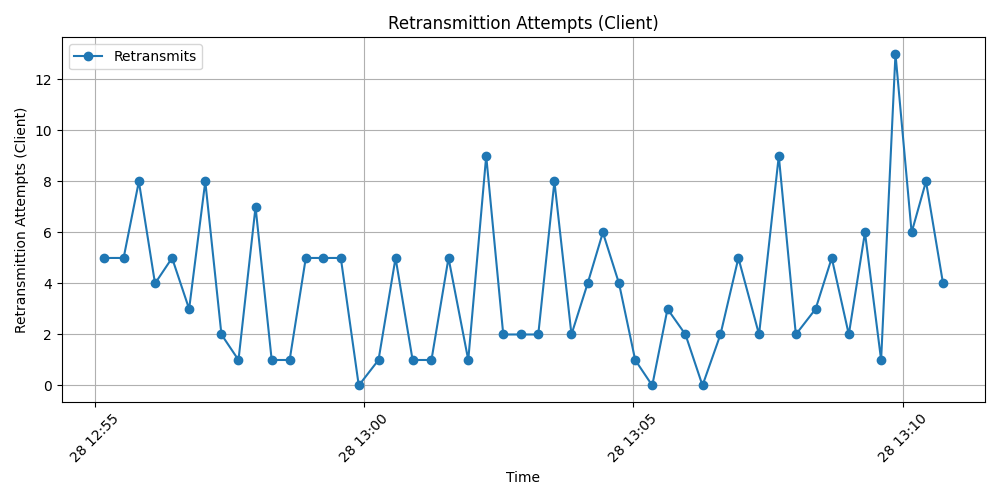 Retransmittion Attempts (Client)
Retransmits
Retransmittion Attempts (Client)
12
10
8
6
4
2
0
28 12:55
28 13:00
28 13:05
28 13:10
Time